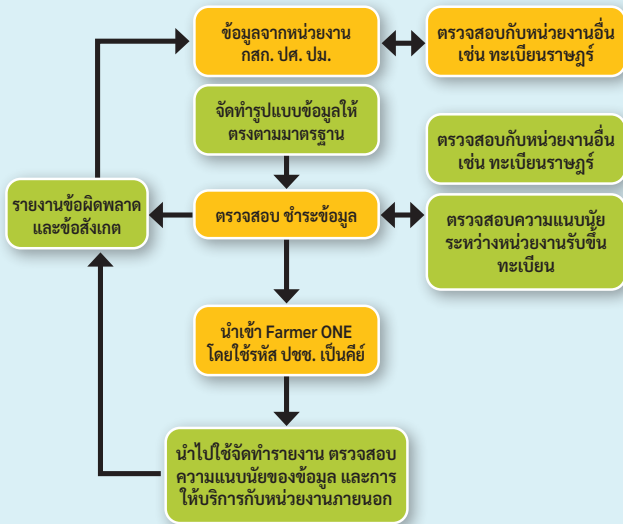 ข้อมูลจากหน่วยงาน
กสก. ปศ. ปม.
ตรวจสอบกับหน่วยงานอื่น
เช่น ทะเบียนราษฎร์
จัดทำรูปแบบข้อมูลให้
ตรงตามมาตรฐาน
ตรวจสอบกับหน่วยงานอื่น
เช่น ทะเบียนราษฎร์
รายงานข้อผิดพลาด
และข้อสังเกต
ตรวจสอบ ชำระข้อมูล
ตรวจสอบความแนบนัย
ระหว่างหน่วยงานรับขึ้น
ทะเบียน
นำเข้า Farmer ONE
โดยใช้รหัส ปชช. เป็นคีย์
นำไปใช้จัดทำรายงาน ตรวจสอบ
ความแนบนัยของข้อมูล และการ
ให้บริการกับหน่วยงานภายนอก